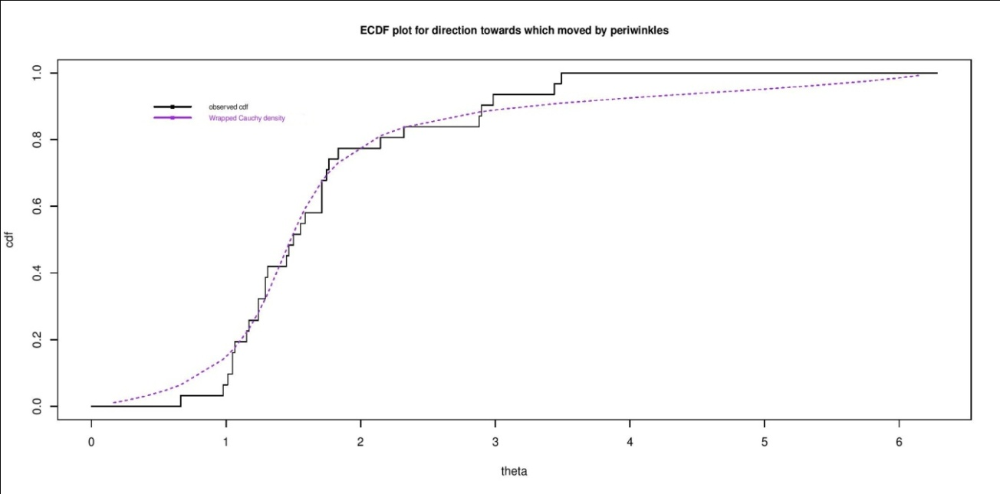 ECDF plot for direction towards which moved by periwinkles
1.0
observed cdf
Wrapped Cauchy density
0.8
0.6
cdf
0.4
0.2
0.0
0 1 2 3 4 5 6
theta